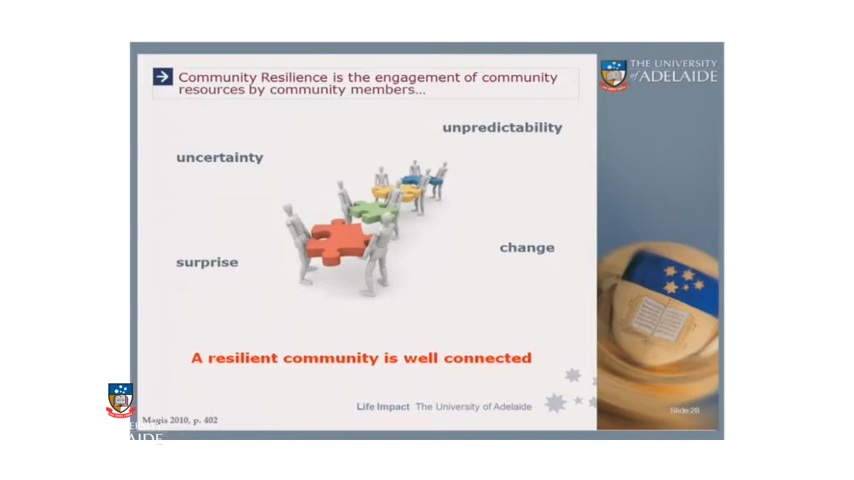 Community Resilience is the engagement of community
resources by community members...
THE UNIVERSITY
of ADELAIDE
unpredictability
uncertainty
change
surprise
A resilient community is well connected
Life Impact The University of Adelaide
Slide 28
Magis 2010, p. 402